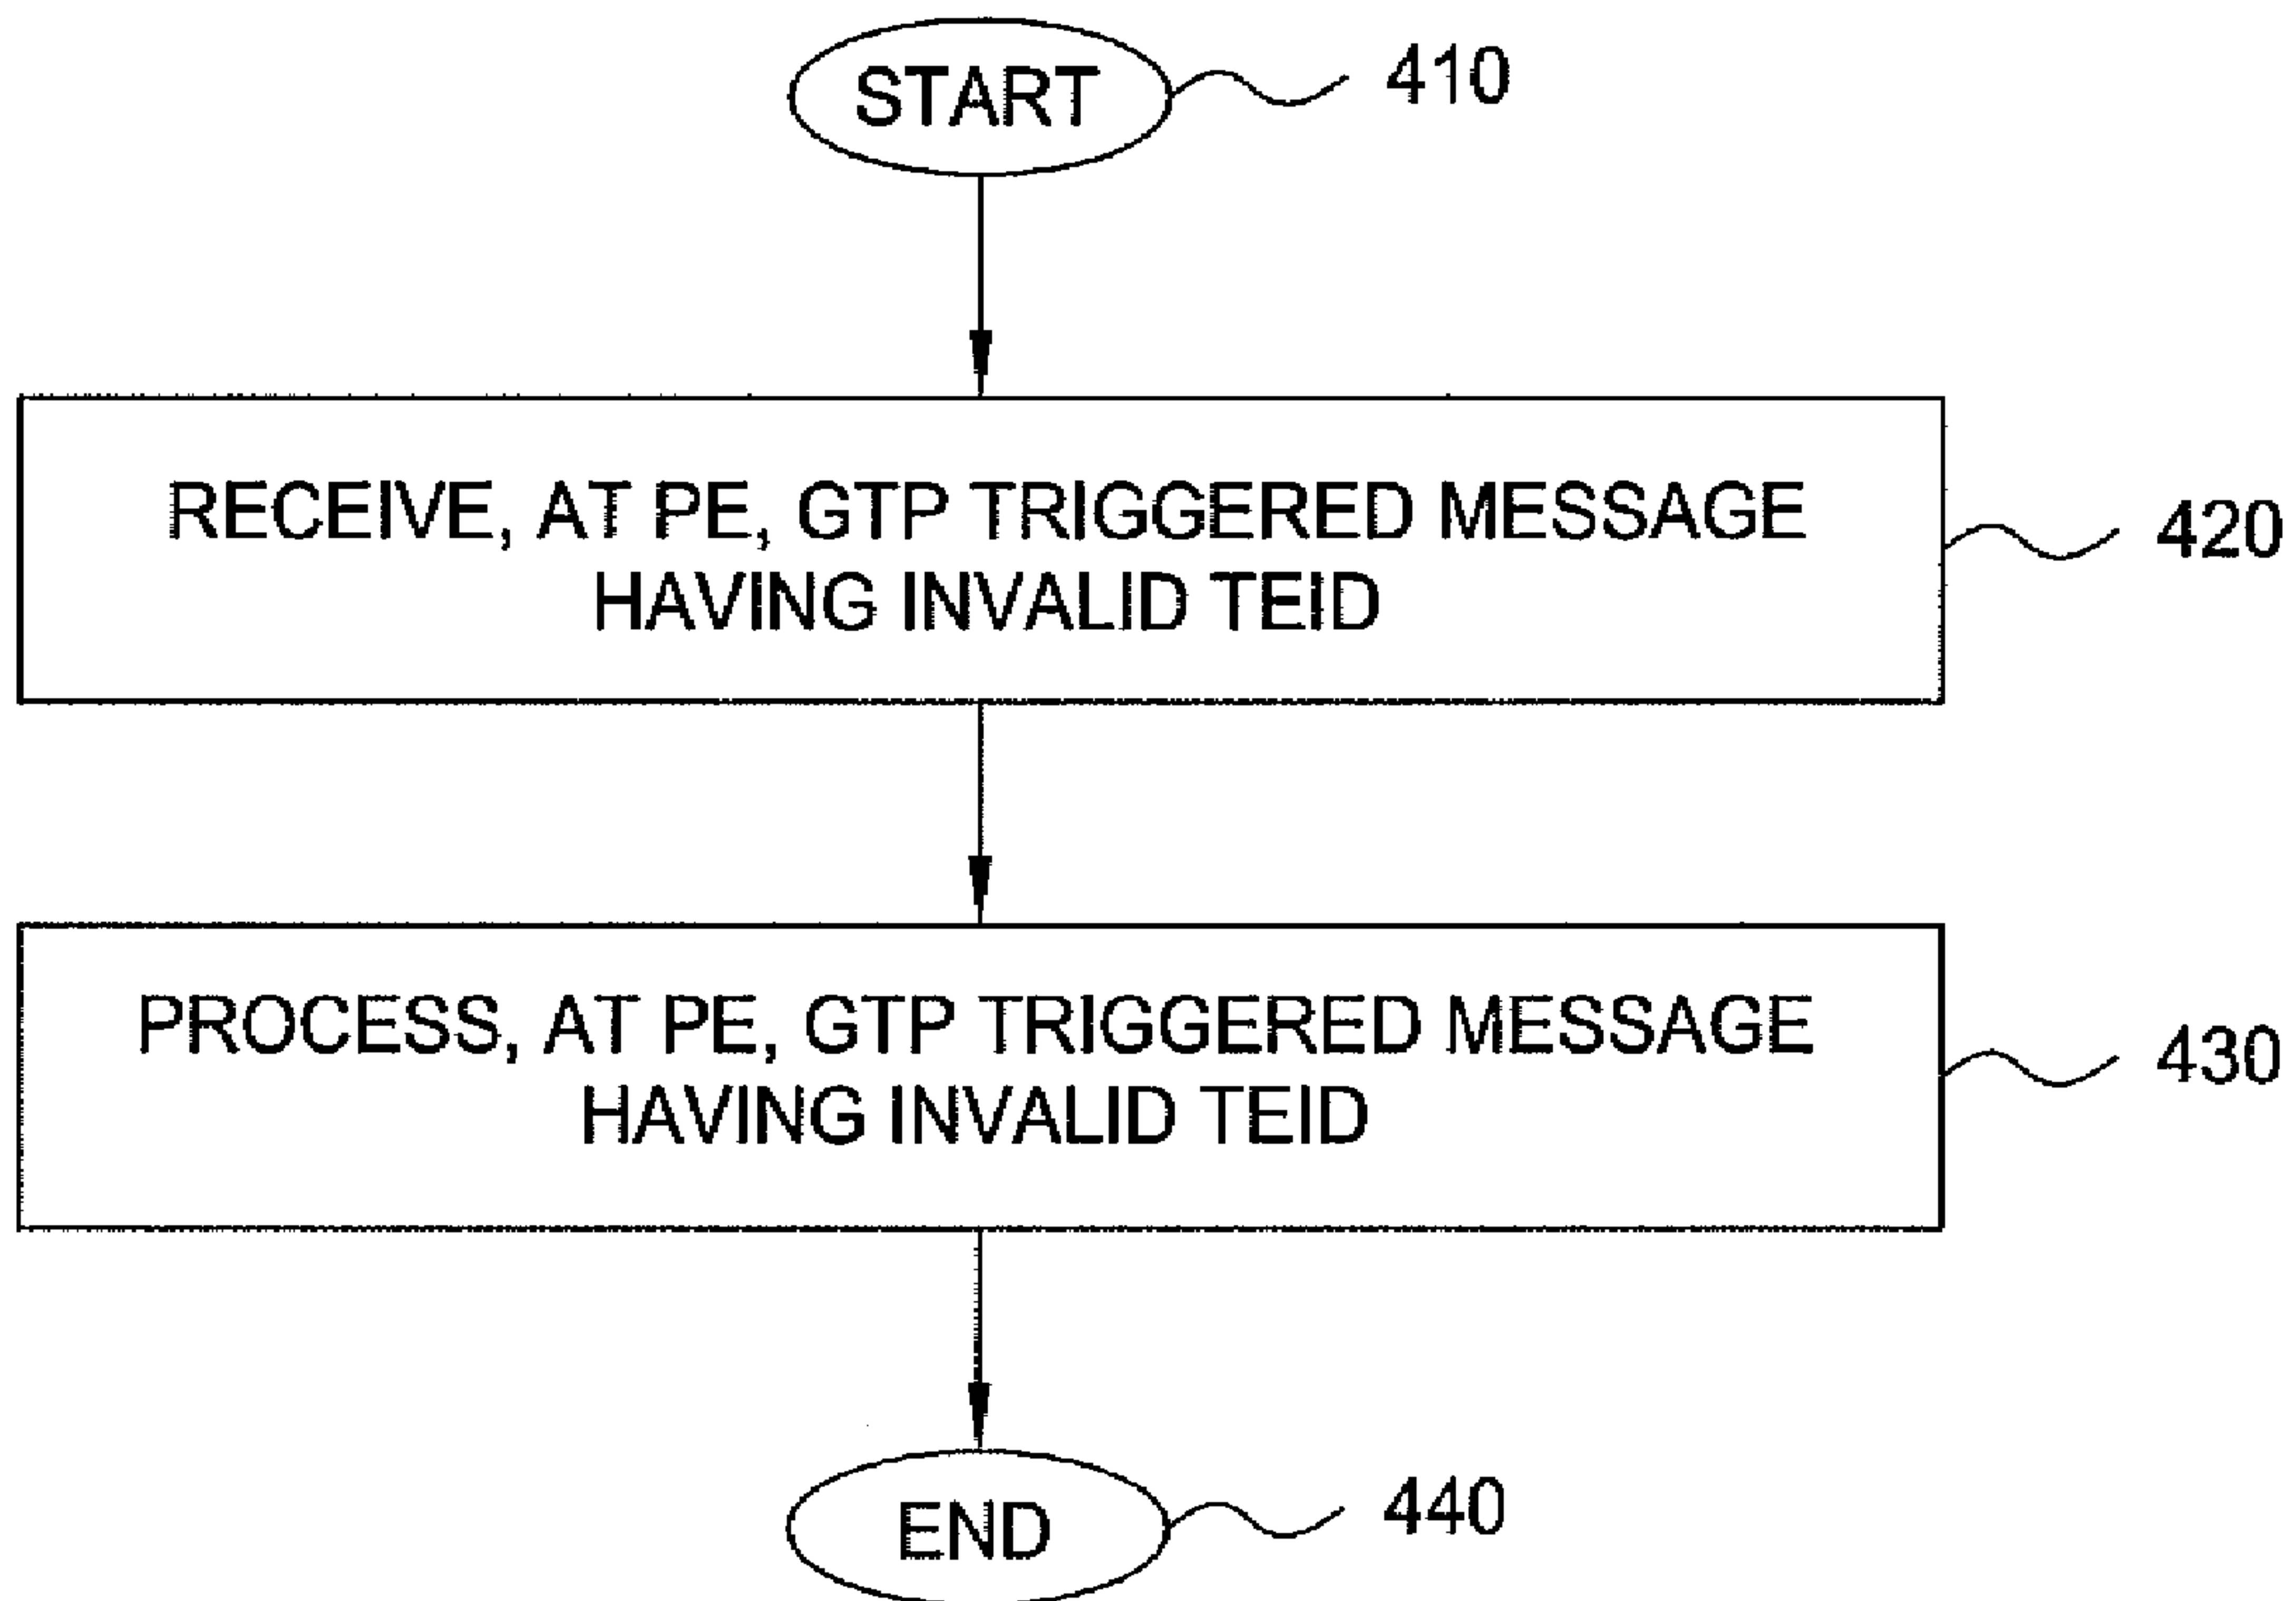 START
410
RECEIVE, AT PE, GTP TRIGGERED MESSAGE
HAVING INVALID TEID
420
PROCESS, AT PE, GTP TRIGGERED MESSAGE
HAVING INVALID TEID
430
END
440